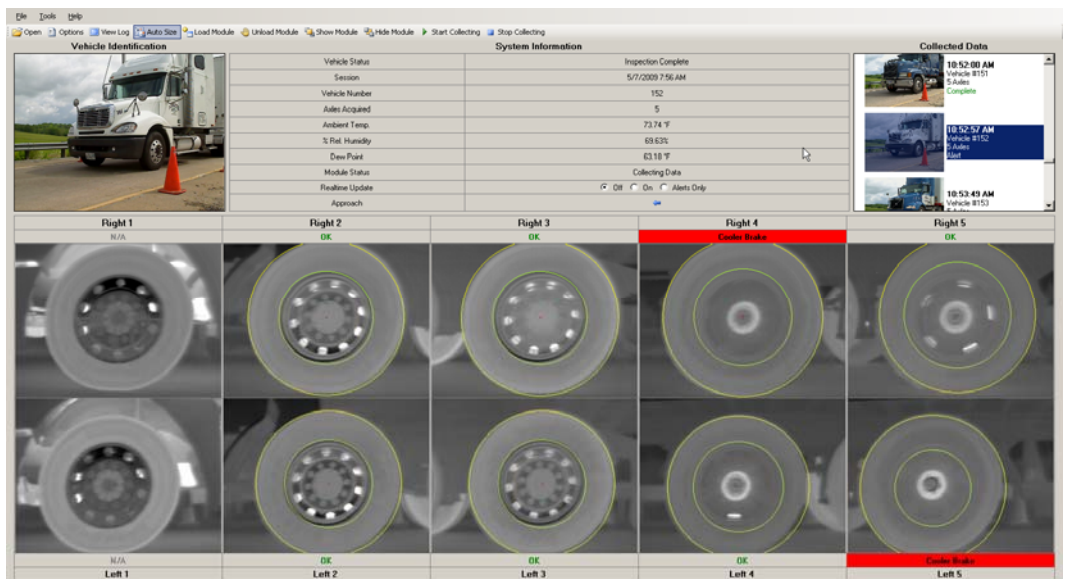 File Tools Help
Open Options View Log Auto Size Load Module Unload Module Show Module Hide Module Start Collecting Stop Collecting
Vehicle Identification System Information Collected Data
Vehicle Status Inspection Complete
Session 5/7/2009 7:56 AM
Vehicle Number 152
Axles Acquired 5
Ambient Temp. 73.74 °F
% Rel. Humidity 69.63%
Dew Point 63.18 °F
Module Status Collecting Data
Realtime Update Off On Alerts Only
Approach
10:52:00 AM
Vehicle #151
5 Axles
Complete
10:52:57 AM
Vehicle #152
5 Axles
Alert
10:53:49 AM
Vehicle #153
5 Axles
Right 1 Right 2 Right 3 Right 4 Right 5
N/A OK OK Cooler Brake OK
N/A OK OK OK Cooler Brake
Left 1 Left 2 Left 3 Left 4 Left 5